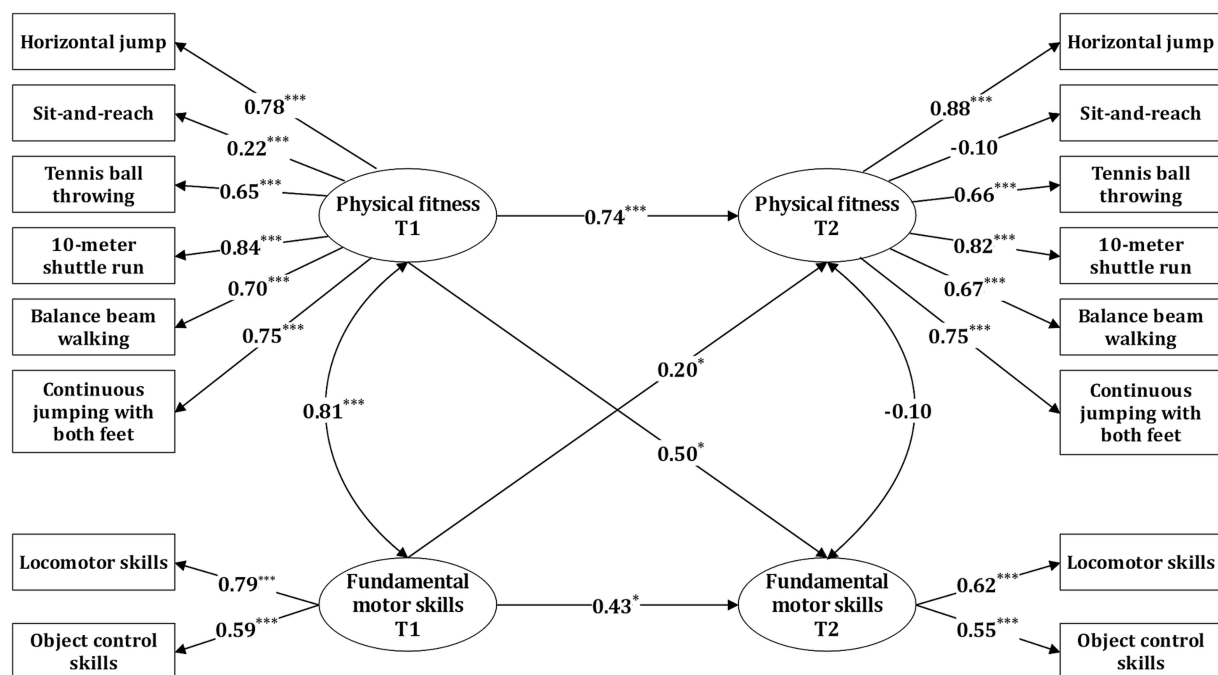 Horizontal jump
Sit-and-reach
Tennis ball
throwing
10-meter
shuttle run
Balance beam
walking
Continuous
jumping with
both feet
0.78***
0.22***
0.65***
0.84***
0.70***
0.75***
Physical fitness
T1
0.74***
Physical fitness
T2
0.88***
-0.10
0.66***
0.82***
0.67***
0.75***
Horizontal jump
Sit-and-reach
Tennis ball
throwing
10-meter
shuttle run
Balance beam
walking
Continuous
jumping with
both feet
0.81***
0.20*
0.50*
-0.10
Locomotor skills
Object control
skills
0.79***
0.59***
Fundamental
motor skills
T1
0.43*
Fundamental
motor skills
T2
0.62***
0.55***
Locomotor skills
Object control
skills